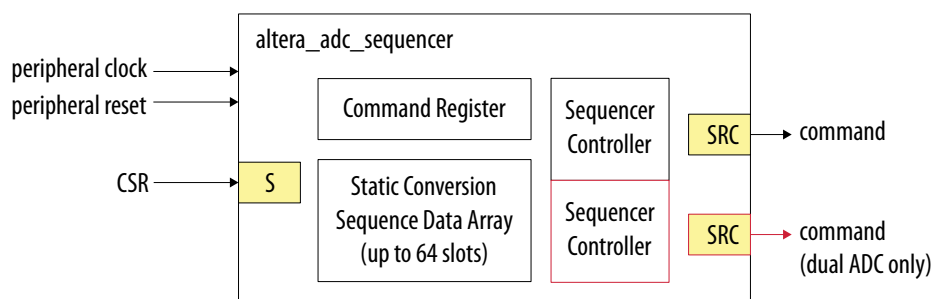 altera_adc_sequencer
peripheral clock
peripheral reset
CSR
S
Command Register
Static Conversion
Sequence Data Array
(up to 64 slots)
Sequencer
Controller
Sequencer
Controller
SRC
command
SRC
command
(dual ADC only)